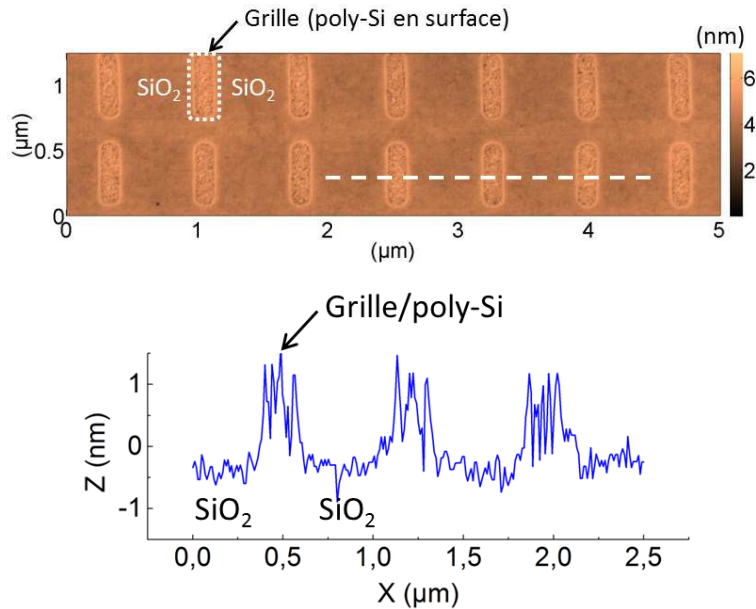 Grille (poly-Si en surface)
(nm)
SiO₂ SiO₂
6
4
2
1
0.5
0
(µm)
0 1 2 3 4 5
(µm)
Grille/poly-Si
1
0
-1
Z (nm)
SiO₂ SiO₂
0,0 0,5 1,0 1,5 2,0 2,5
X (µm)